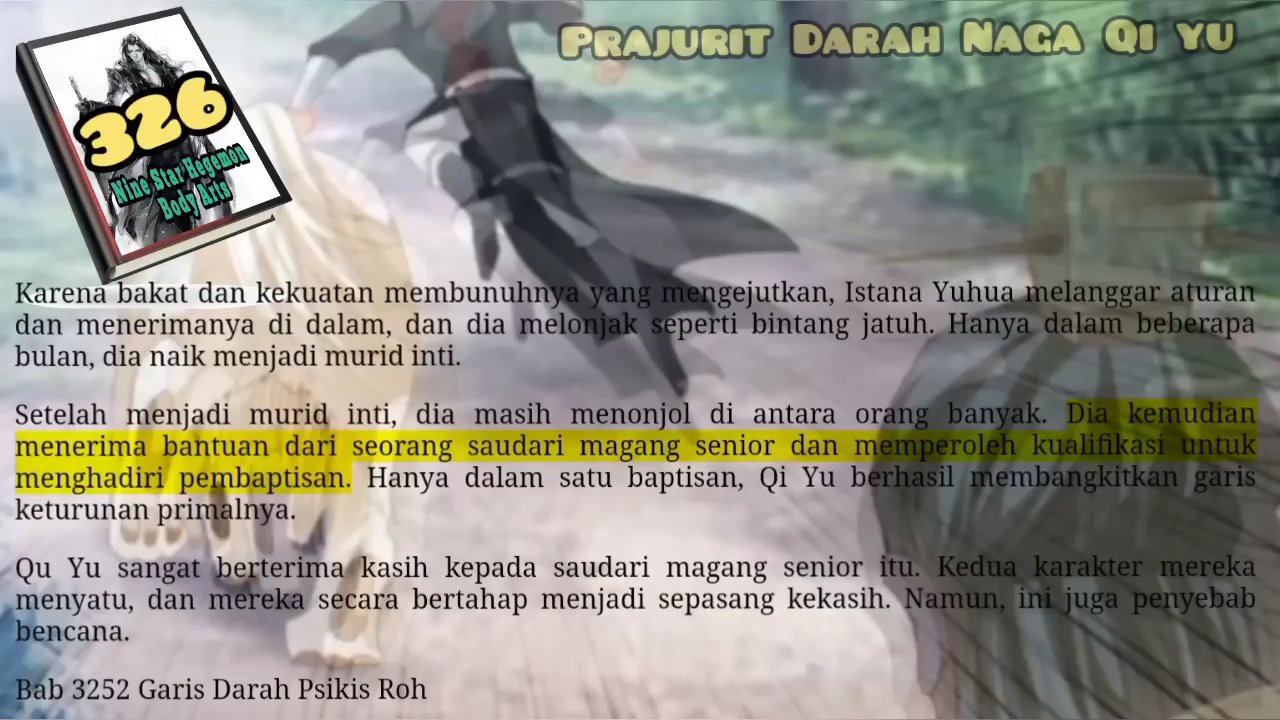 Prajurit Darah Naga Qi yu
326
Nine Star Hegemon
Body Arts
Karena bakat dan kekuatan membunuhnya yang mengejutkan, Istana Yuhua melanggar aturan
dan menerimanya di dalam, dan dia melonjak seperti bintang jatuh. Hanya dalam beberapa
bulan, dia naik menjadi murid inti.
Setelah menjadi murid inti, dia masih menonjol di antara orang banyak. Dia kemudian
menerima bantuan dari seorang saudari magang senior dan memperoleh kualifikasi untuk
menghadiri pembaptisan. Hanya dalam satu baptisan, Qi Yu berhasil membangkitkan garis
keturunan primalnya.
Qu Yu sangat berterima kasih kepada saudari magang senior itu. Kedua karakter mereka
menyatu, dan mereka secara bertahap menjadi sepasang kekasih. Namun, ini juga penyebab
bencana.
Bab 3252 Garis Darah Psikis Roh